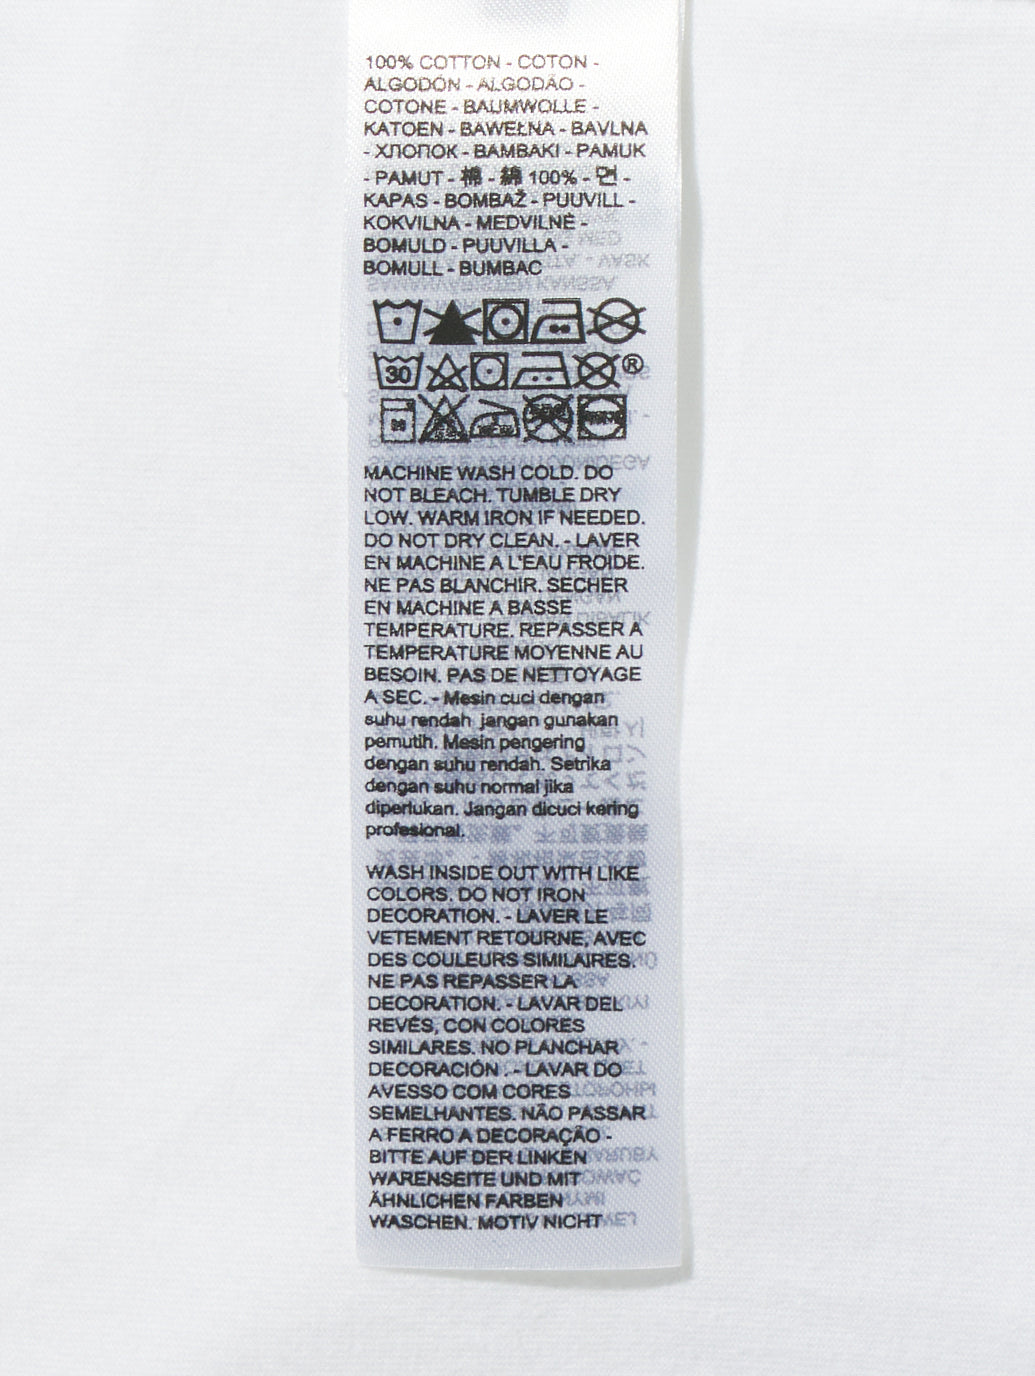 100% COTTON - COTON -
ALGODÓN - ALGODÃO -
COTONE - BAUMWOLLE -
KATOEN - BAWEŁNA - BAVLNA
- ХЛОПОК - BAMBAKI - PAMUK
- PAMUT - 棉 - 綿 100% - 면 -
KAPAS - BOMBAŽ - PUUVILL -
KOKVILNA - MEDVILNĖ -
BOMULD - PUUVILLA -
BOMULL - BUMBAC
30 ®
MACHINE WASH COLD. DO
NOT BLEACH. TUMBLE DRY
LOW. WARM IRON IF NEEDED.
DO NOT DRY CLEAN. - LAVER
EN MACHINE A L'EAU FROIDE.
NE PAS BLANCHIR. SECHER
EN MACHINE A BASSE
TEMPERATURE. REPASSER A
TEMPERATURE MOYENNE AU
BESOIN. PAS DE NETTOYAGE
A SEC. - Mesin cuci dengan
suhu rendah jangan gunakan
pemutih. Mesin pengering
dengan suhu rendah. Setrika
dengan suhu normal jika
diperlukan. Jangan dicuci kering
profesional.
WASH INSIDE OUT WITH LIKE
COLORS. DO NOT IRON
DECORATION. - LAVER LE
VETEMENT RETOURNE, AVEC
DES COULEURS SIMILAIRES.
NE PAS REPASSER LA
DECORATION. - LAVAR DEL
REVÉS, CON COLORES
SIMILARES. NO PLANCHAR
DECORACIÓN . - LAVAR DO
AVESSO COM CORES
SEMELHANTES. NÃO PASSAR
A FERRO A DECORAÇÃO -
BITTE AUF DER LINKEN
WARENSEITE UND MIT
ÄHNLICHEN FARBEN
WASCHEN. MOTIV NICHT